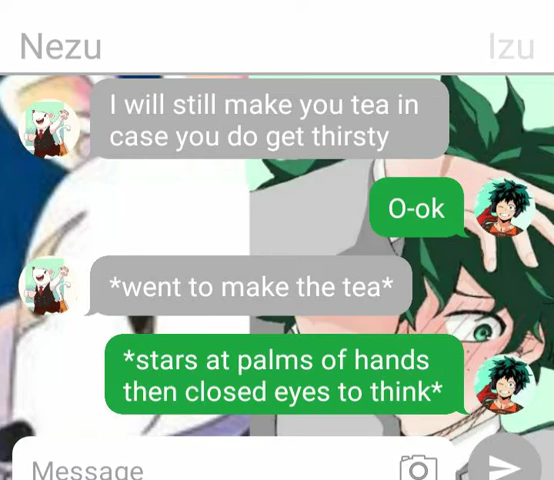 Nezu
Izu
I will still make you tea in
case you do get thirsty
O-ok
*went to make the tea*
*stars at palms of hands
then closed eyes to think*
Message